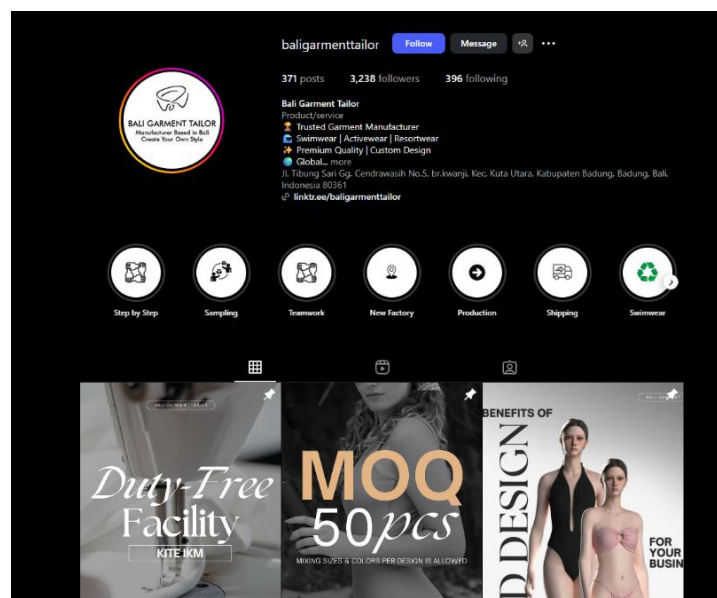 baligarmenttailor Follow Message
371 posts 3,238 followers 396 following
Bali Garment Tailor
Product/service
Trusted Garment Manufacturer
Swimwear | Activewear | Resortwear
Premium Quality | Custom Design
Global... more
Jl. Tibung Sari Gg. Cendrawasih No.5, br.kwanji, Kec. Kuta Utara, Kabupaten Badung, Badung, Bali,
Indonesia 80361
linktr.ee/baligarmenttailor
BALI GARMENT TAILOR
Manufacturer Based in Bali
Create Your Own Style
Step by Step
Sampling
Teamwork
New Factory
Production
Shipping
Swimwear
BALI GARMENT TAILOR
Duty-Free
Facility
KITE IKM
MOQ
50pcs
MIXING SIZES & COLORS PER DESIGN IS ALLOWED
BENEFITS OF
D DESIGN
FOR
YOUR
BUSIN